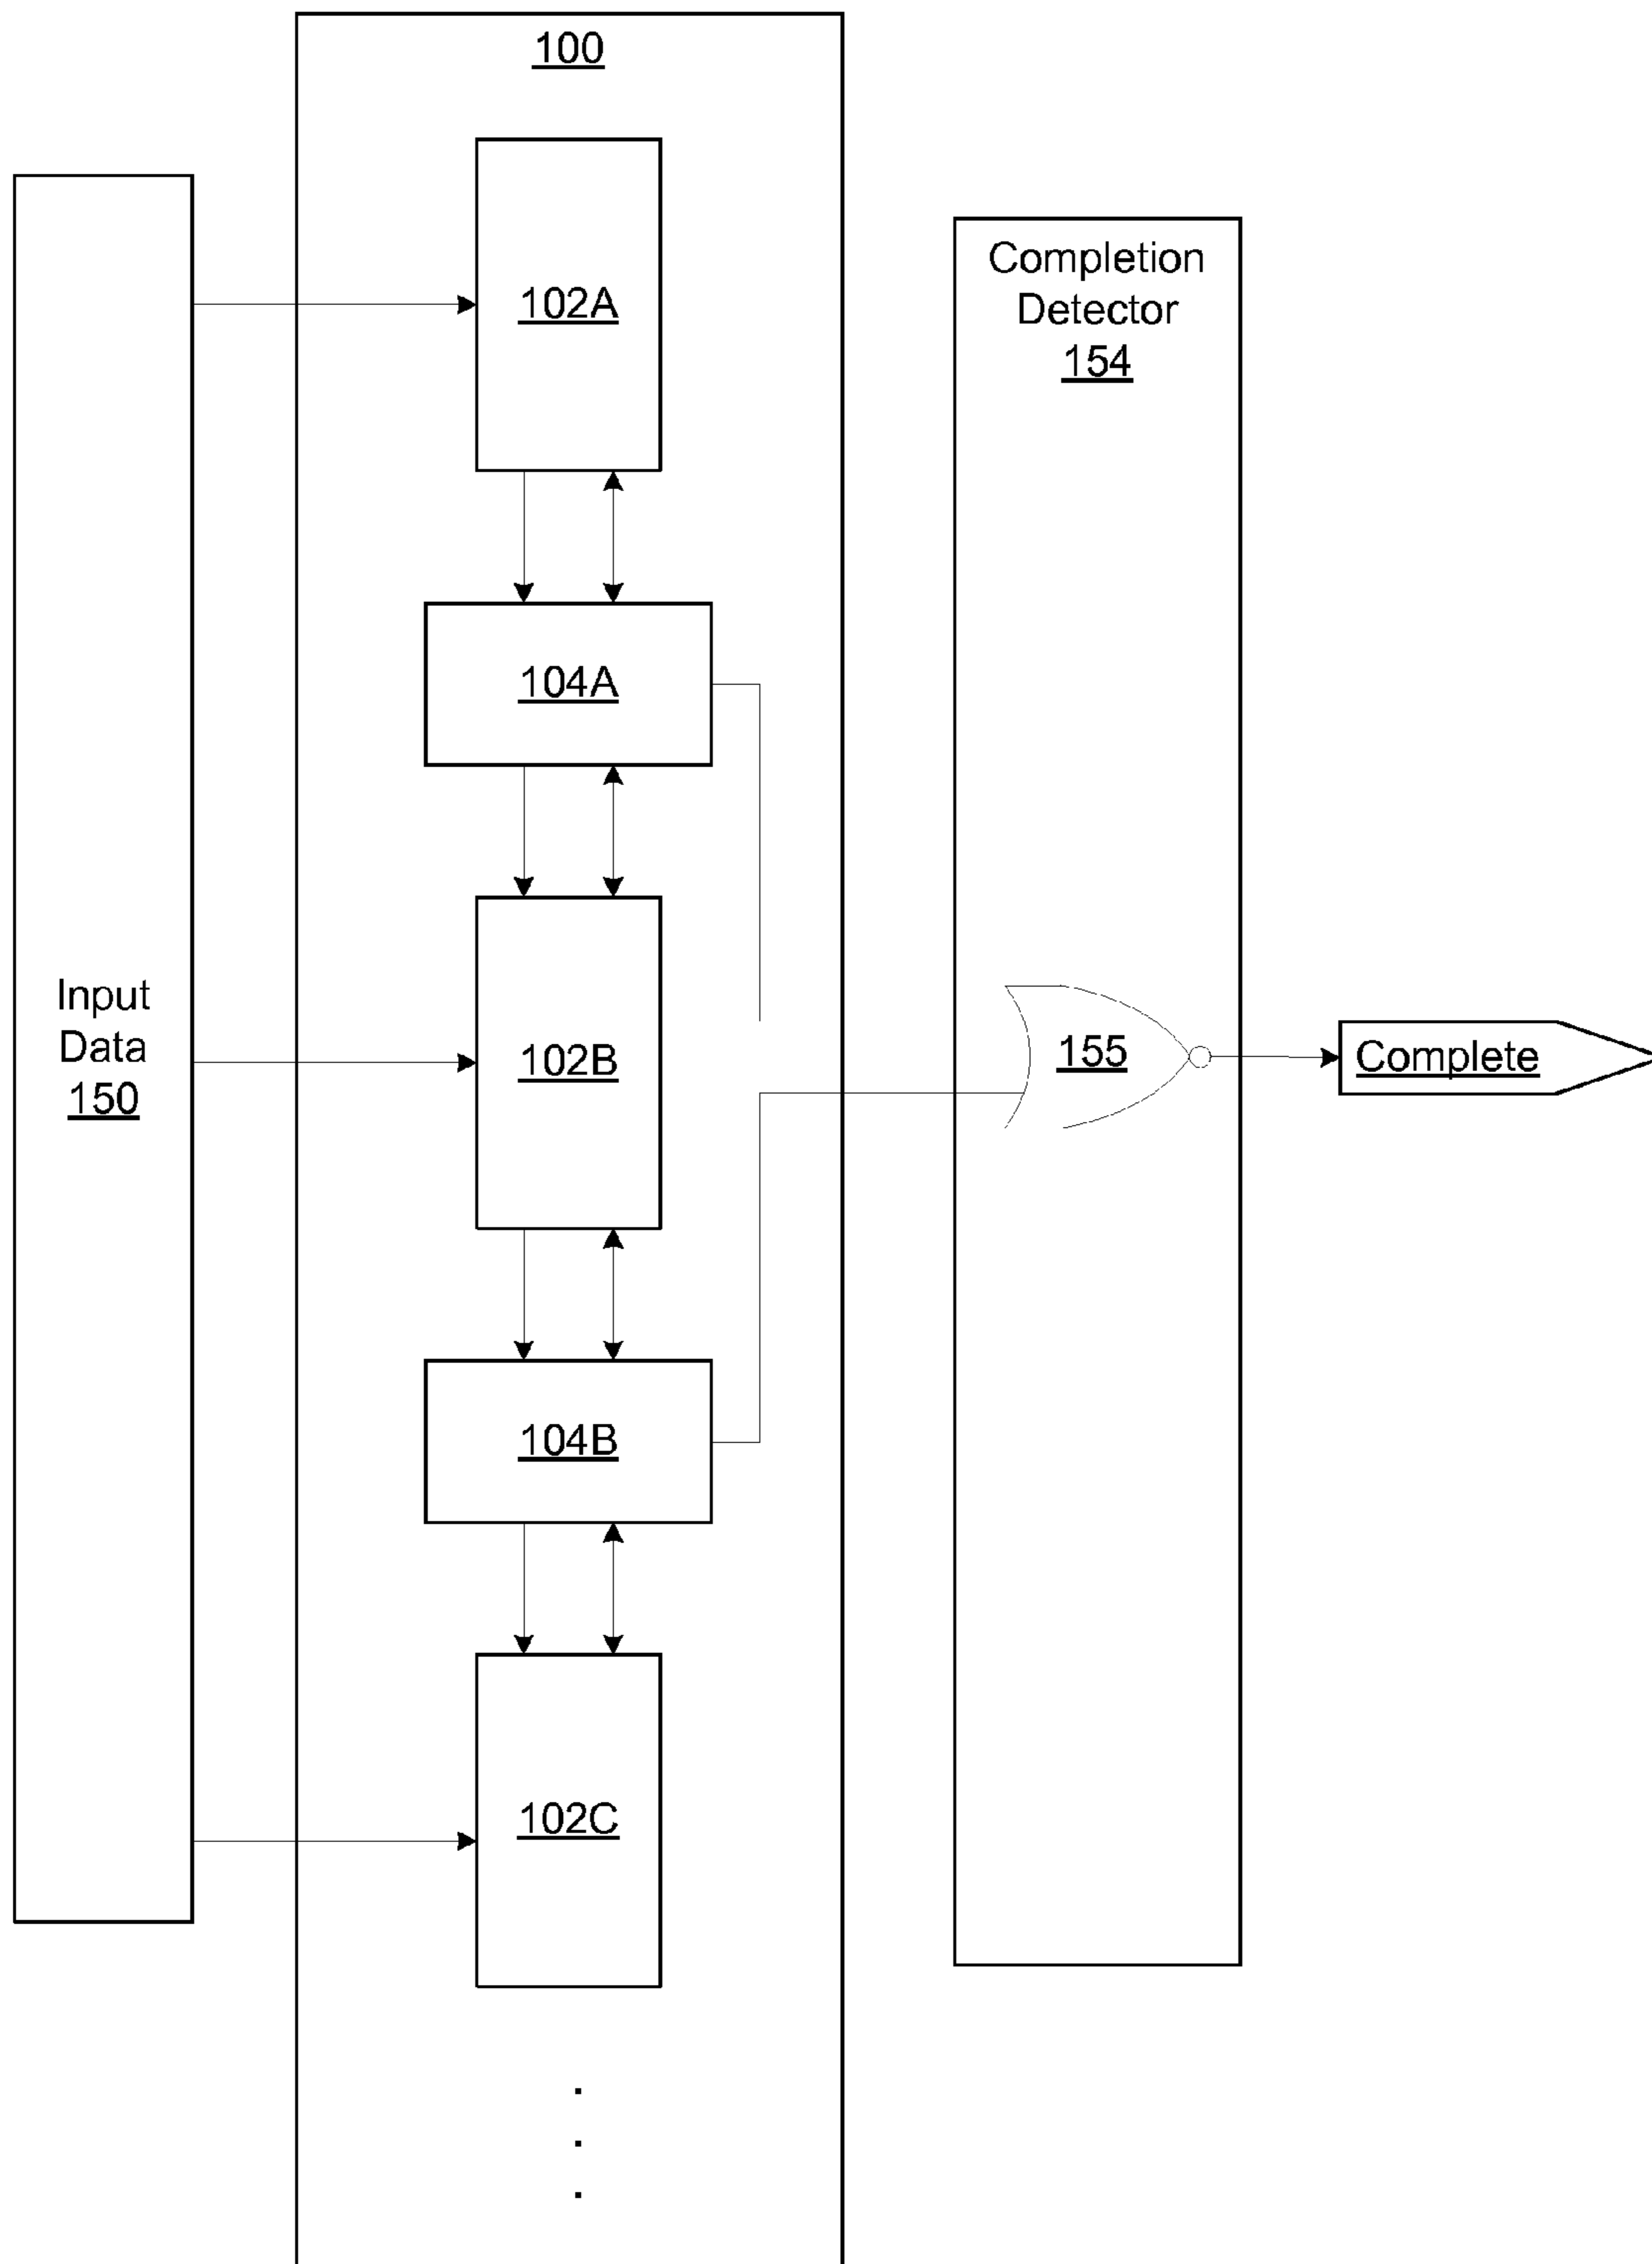 100
102A
Completion
Detector
154
104A
Input
Data
150
102B
155
Complete
104B
102C